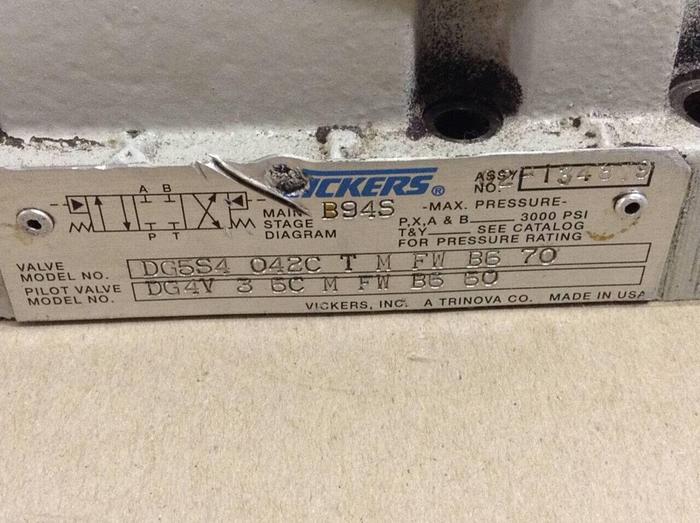 VICKERS®
ASSY NO. 
A B
P T
MAIN STAGE DIAGRAM
B94S
-MAX. PRESSURE-
P,X,A & B 3000 PSI
T&Y SEE CATALOG
FOR PRESSURE RATING
VALVE MODEL NO. DG5S4 042C T M FW B6 70
PILOT VALVE MODEL NO. DG4V 3 6C M FW B6 60
VICKERS, INC. A TRINOVA CO. MADE IN USA